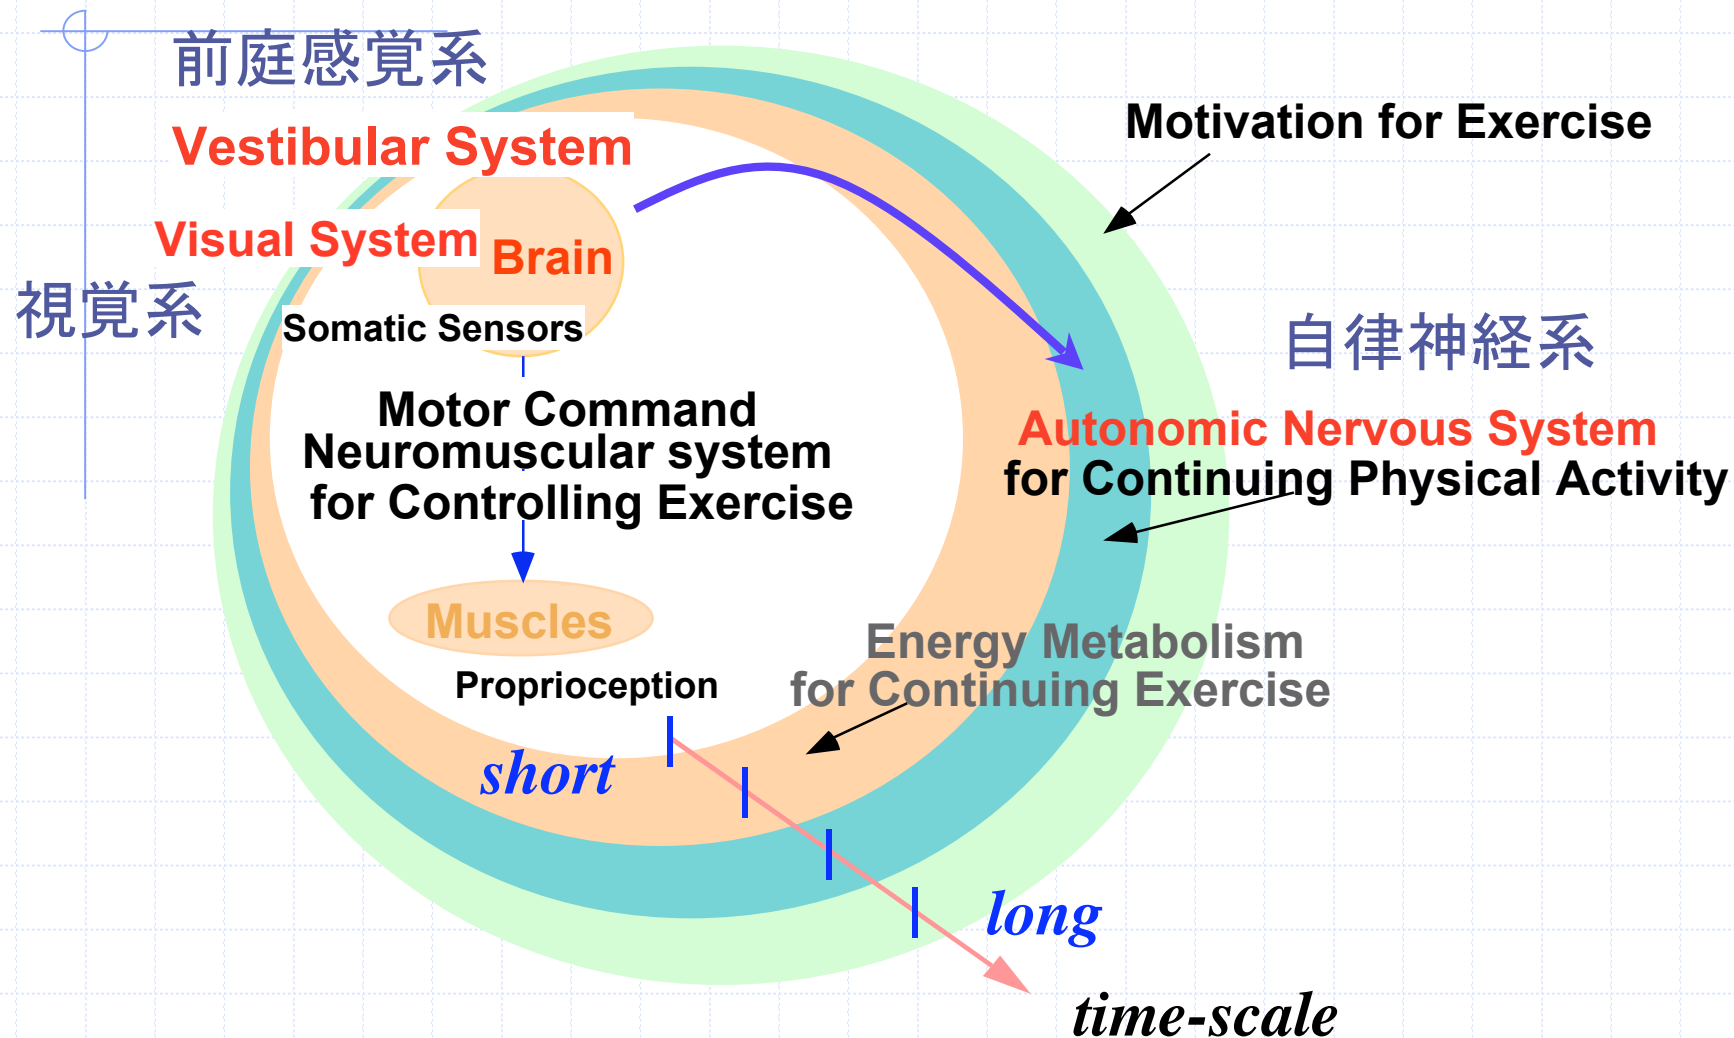 前庭感覚系
Vestibular System
Motivation for Exercise
Visual System
Brain
視覚系
Somatic Sensors
自律神経系
Motor Command
Neuromuscular system
for Controlling Exercise
Autonomic Nervous System
for Continuing Physical Activity
Muscles
Energy Metabolism
for Continuing Exercise
Proprioception
short
long
time-scale